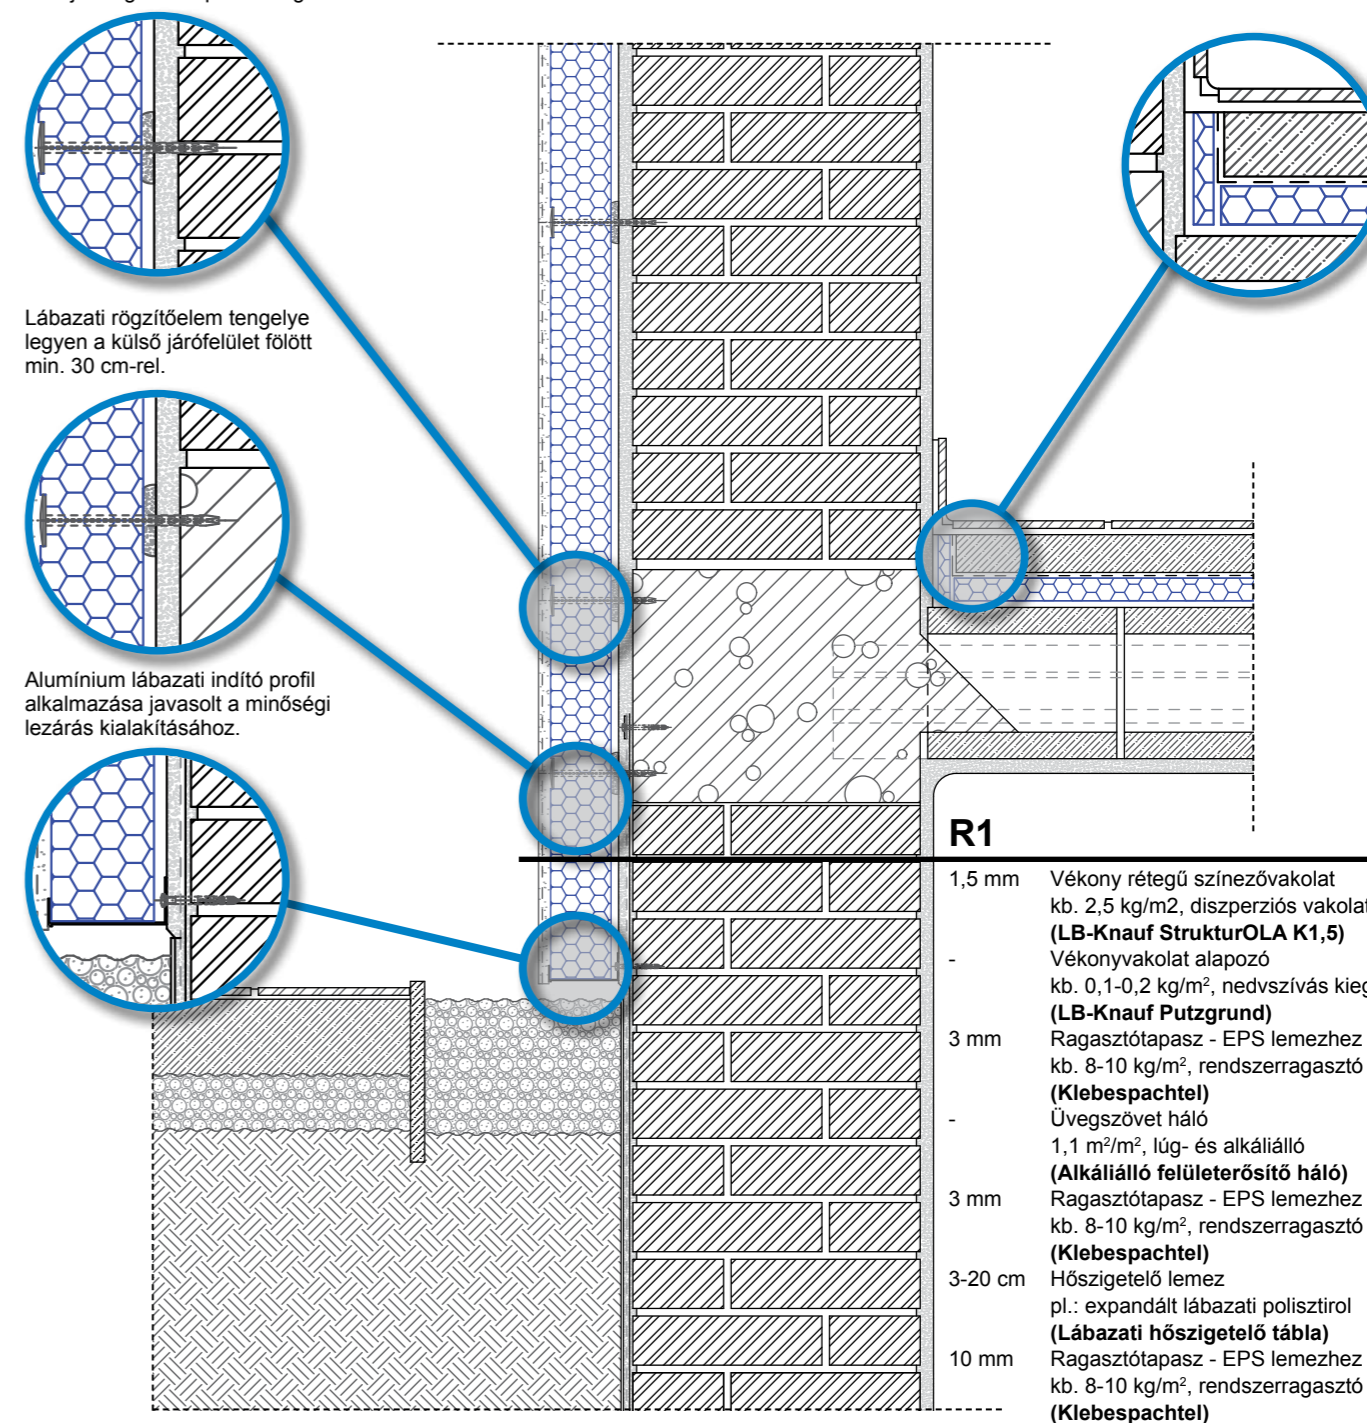 Lábazati rögzítőelem tengelye
legyen a külső járófelület fölött
min. 30 cm-rel.
Alumínium lábazati indító profil
alkalmazása javasolt a minőségi
lezárás kialakításához.
R1
1,5 mm Vékony rétegű színezővakolat
kb. 2,5 kg/m2, diszperziós vakolat
(LB-Knauf StrukturOLA K1,5)
- Vékonyvakolat alapozó
kb. 0,1-0,2 kg/m², nedvszívás kieg
(LB-Knauf Putzgrund)
3 mm Ragasztótapasz - EPS lemezhez
kb. 8-10 kg/m², rendszerragasztó
(Klebespachtel)
- Üvegszövet háló
1,1 m²/m², lúg- és alkáliálló
(Alkáliálló felületerősítő háló)
3 mm Ragasztótapasz - EPS lemezhez
kb. 8-10 kg/m², rendszerragasztó
(Klebespachtel)
3-20 cm Hőszigetelő lemez
pl.: expandált lábazati polisztirol
(Lábazati hőszigetelő tábla)
10 mm Ragasztótapasz - EPS lemezhez
kb. 8-10 kg/m², rendszerragasztó
(Klebespachtel)